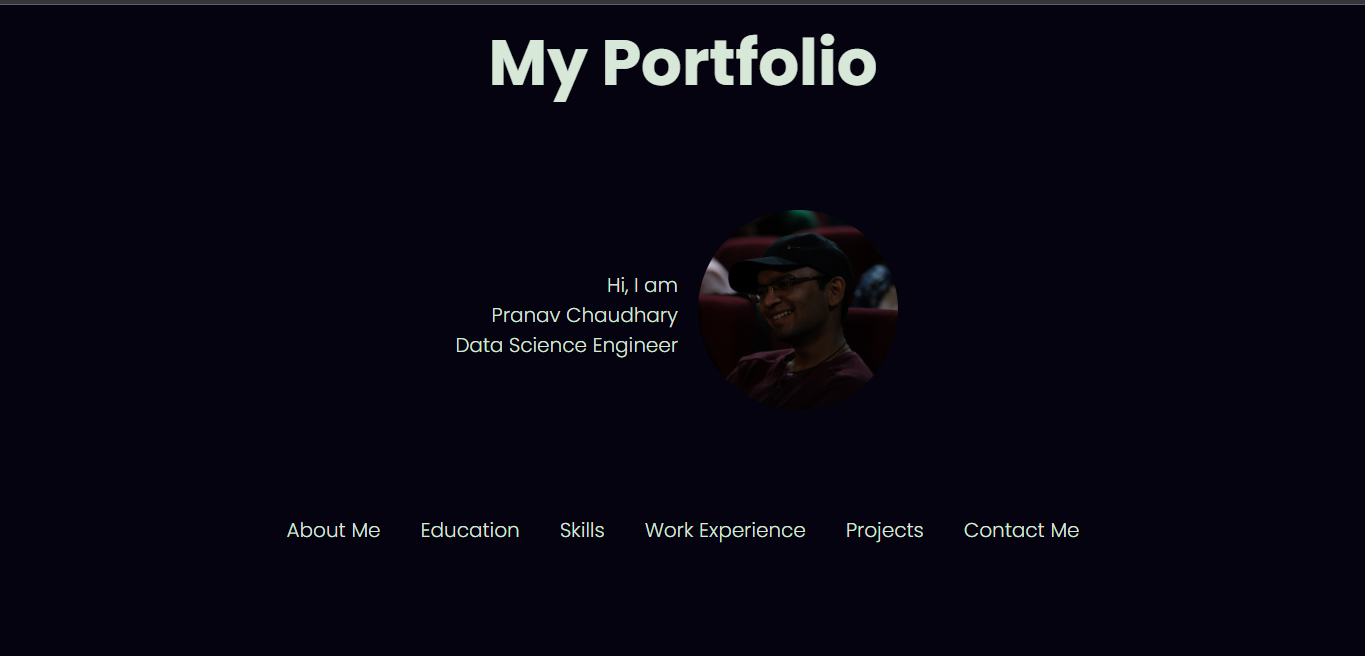 My Portfolio
Hi, I am
Pranav Chaudhary
Data Science Engineer
About Me Education Skills Work Experience Projects Contact Me